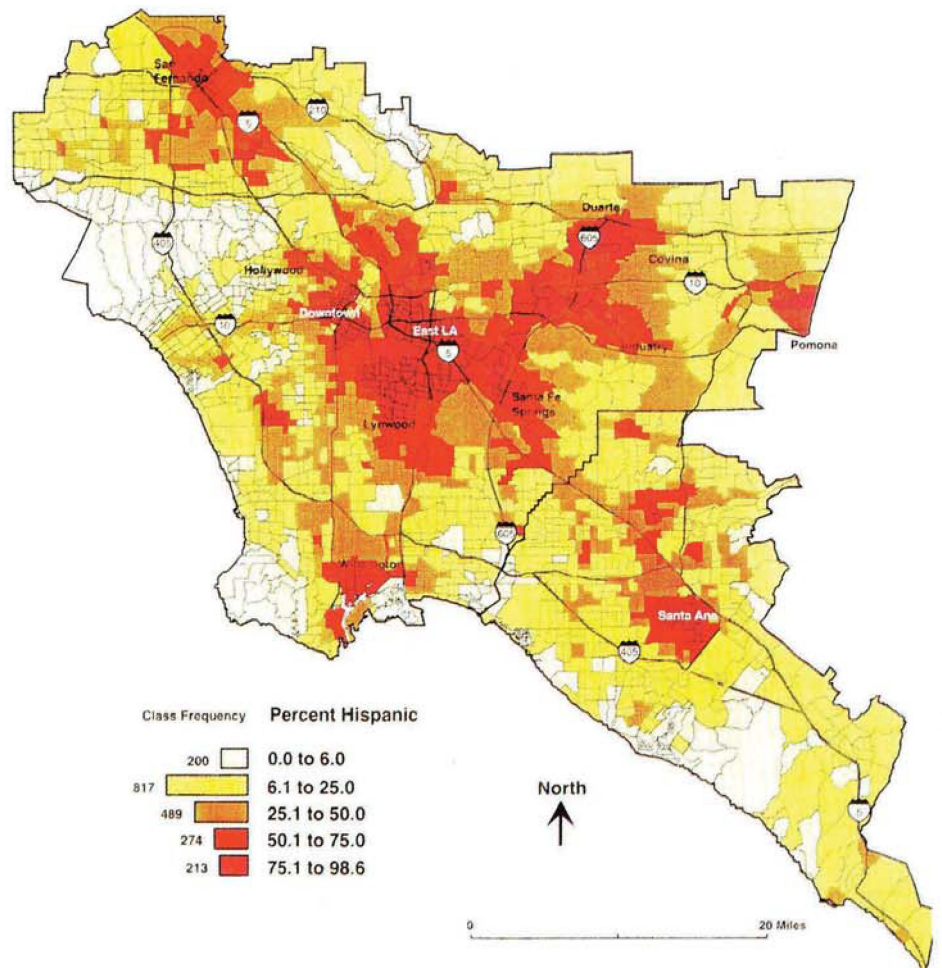 San
Fernando
5
210
Duarte
605
405
Hollywood
Covina
10
10
Downtown
East LA
5
Industry
Pomona
Santa Fe
Springs
Lynwood
605
Wilmington
Santa Ana
405
5
Class Frequency Percent Hispanic
200 0.0 to 6.0
817 6.1 to 25.0
489 25.1 to 50.0
274 50.1 to 75.0
213 75.1 to 98.6
North
0 20 Miles